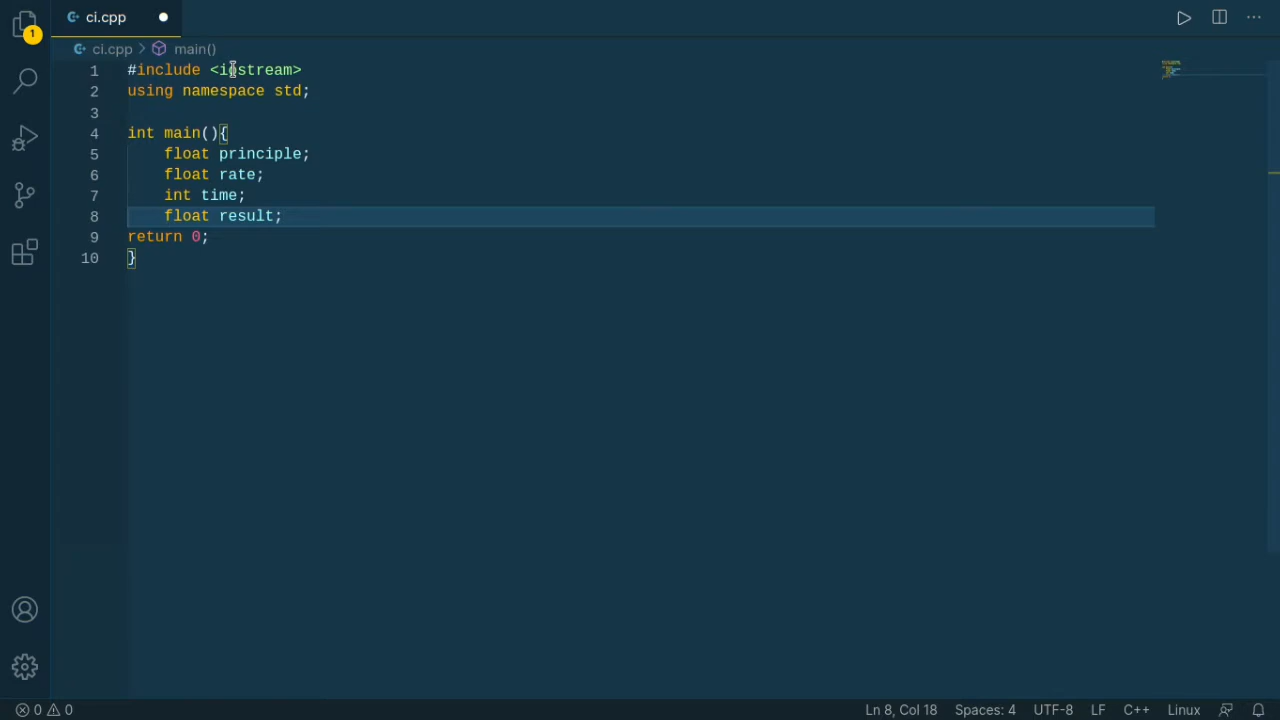 ci.cpp
1
ci.cpp > main()
1 #include <iostream>
2 using namespace std;
3
4 int main(){
5     float principle;
6     float rate;
7     int time;
8     float result;
9 return 0;
10 }
0 0
Ln 8, Col 18 Spaces: 4 UTF-8 LF C++ Linux